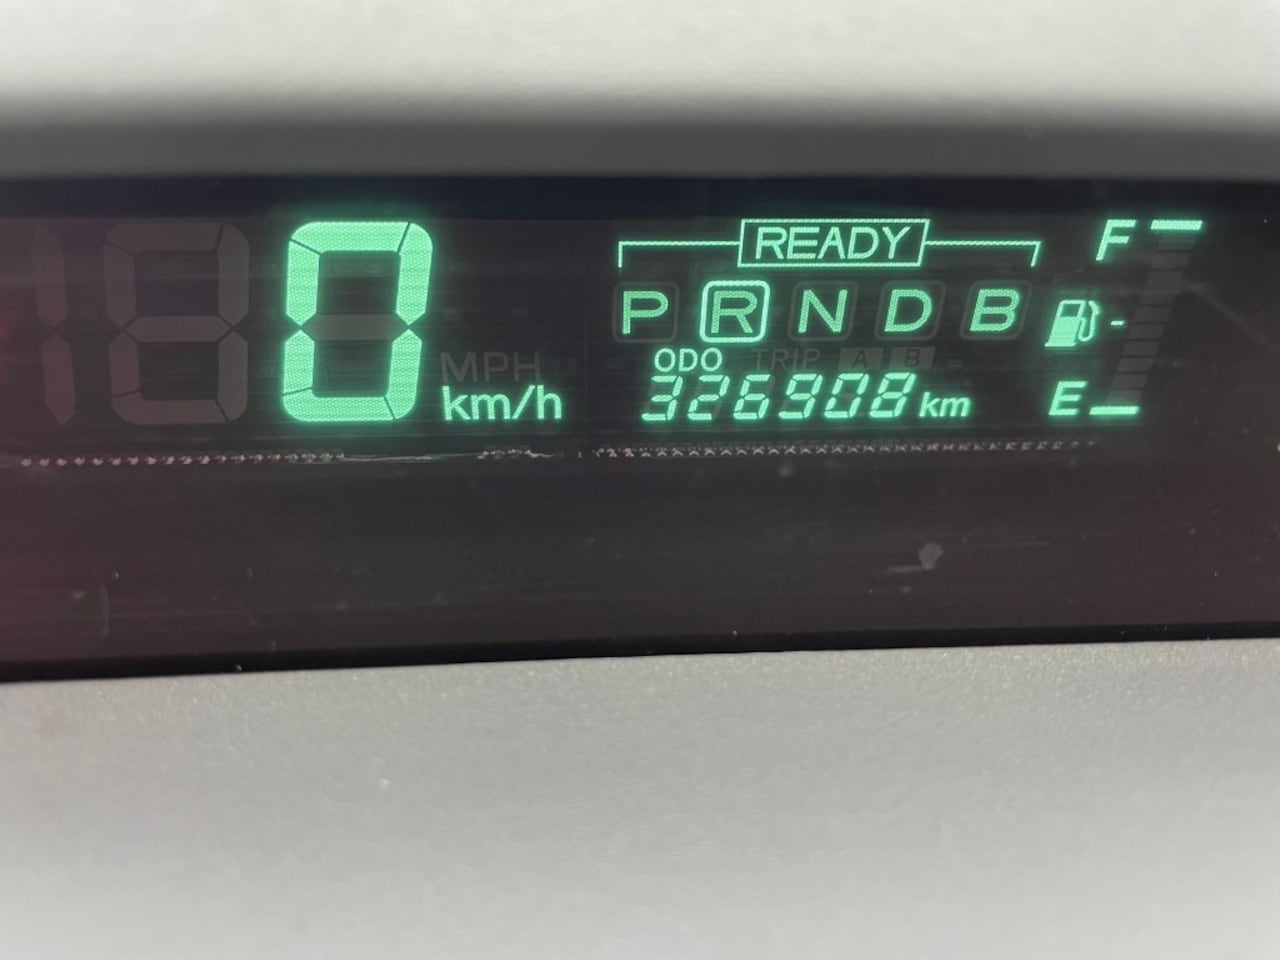 0
MPH
km/h
READY
P R N D B
ODO TRIP A B
326908 km
F
E